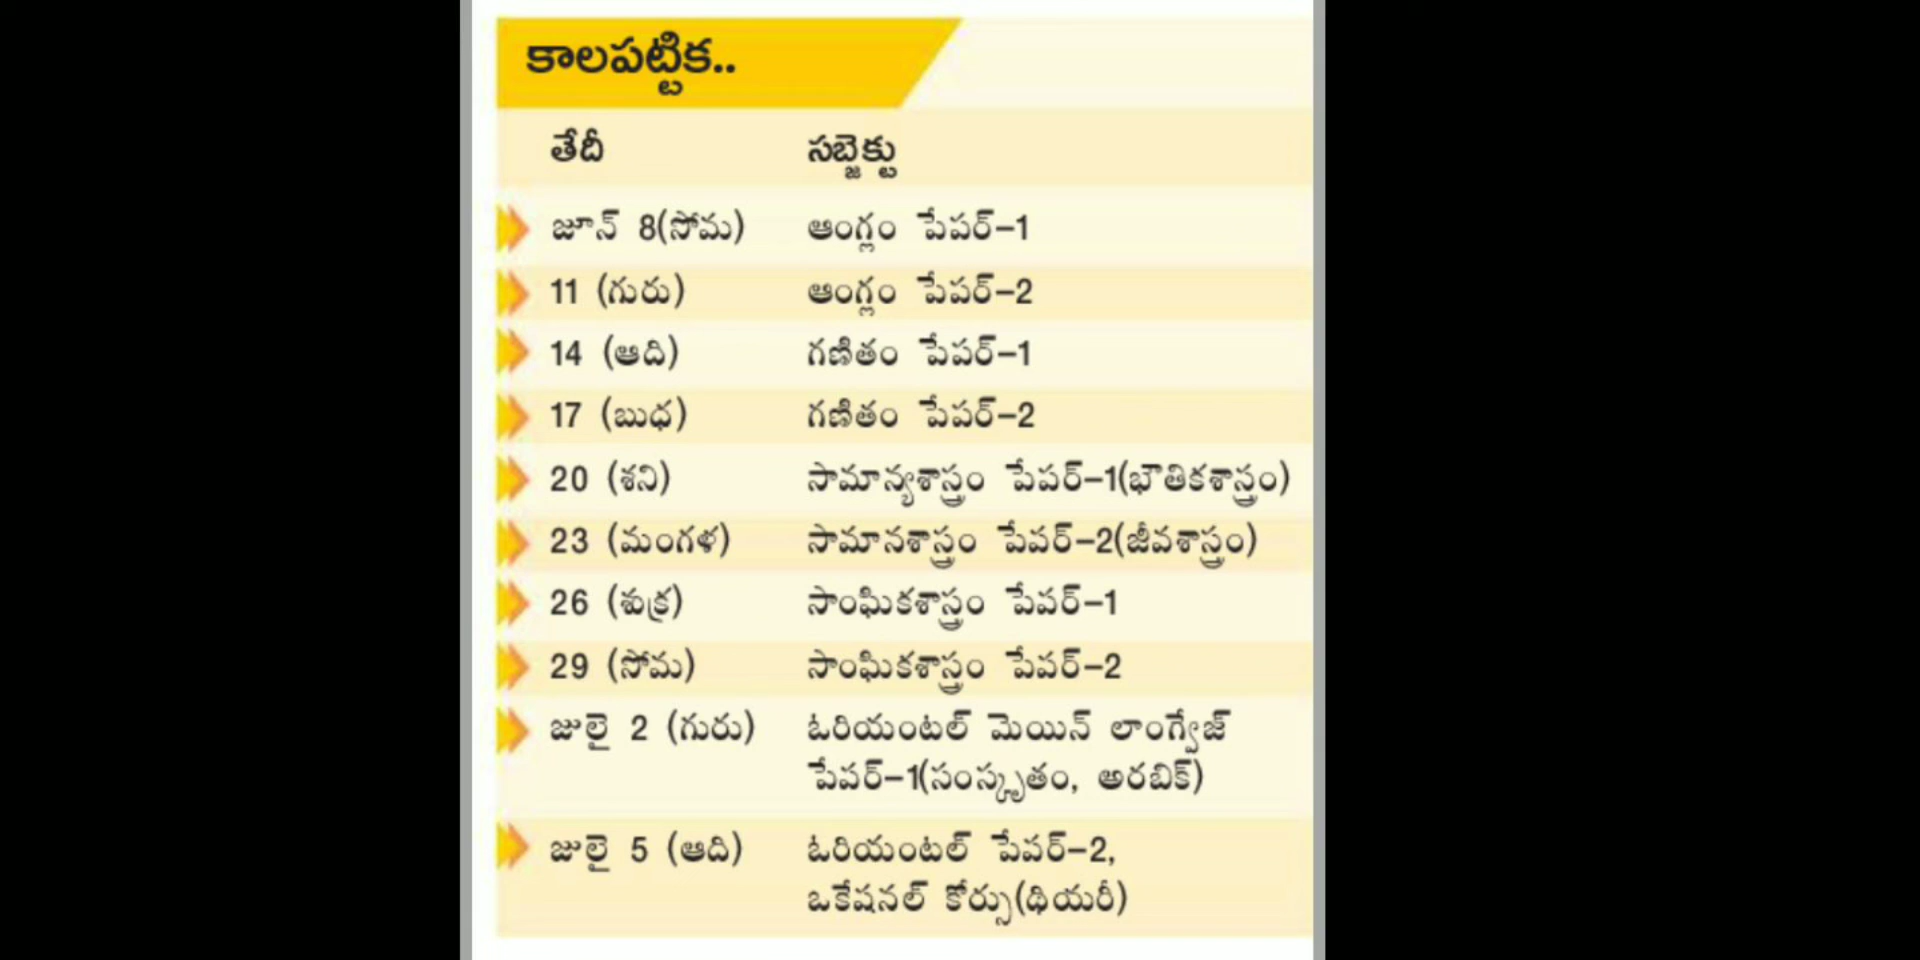 కాలపట్టిక..
తేదీ సబ్జెక్టు
జూన్ 8(సోమ) ఆంగ్లం పేపర్-1
11 (గురు) ఆంగ్లం పేపర్-2
14 (ఆది) గణితం పేపర్-1
17 (బుధ) గణితం పేపర్-2
20 (శని) సామాన్యశాస్త్రం పేపర్-1(భౌతికశాస్త్రం)
23 (మంగళ) సామానశాస్త్రం పేపర్-2(జీవశాస్త్రం)
26 (శుక్ర) సాంఘికశాస్త్రం పేపర్-1
29 (సోమ) సాంఘికశాస్త్రం పేపర్-2
జులై 2 (గురు) ఓరియంటల్ మెయిన్ లాంగ్వేజ్
పేపర్-1(సంస్కృతం, అరబిక్)
జులై 5 (ఆది) ఓరియంటల్ పేపర్-2,
ఒకేషనల్ కోర్సు(థియరీ)